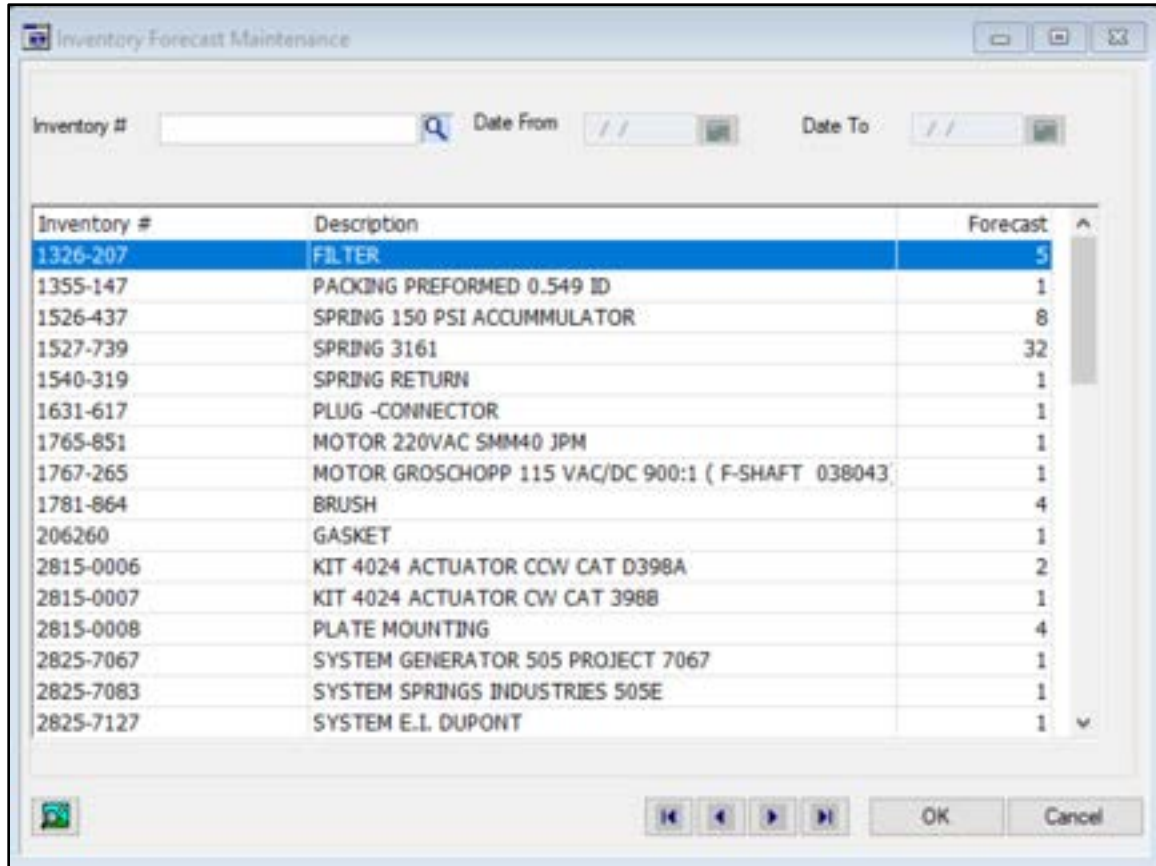 Inventory Forecast Maintenance
Inventory # Date From / / Date To / /
Inventory # Description Forecast
1326-207 FILTER 5
1355-147 PACKING PREFORMED 0.549 ID 1
1526-437 SPRING 150 PSI ACCUMMULATOR 8
1527-739 SPRING 3161 32
1540-319 SPRING RETURN 1
1631-617 PLUG -CONNECTOR 1
1765-851 MOTOR 220VAC SMM40 JPM 1
1767-265 MOTOR GROSCHOPP 115 VAC/DC 900:1 ( F-SHAFT 038043) 1
1781-864 BRUSH 4
206260 GASKET 1
2815-0006 KIT 4024 ACTUATOR CCW CAT D398A 2
2815-0007 KIT 4024 ACTUATOR CW CAT 398B 1
2815-0008 PLATE MOUNTING 4
2825-7067 SYSTEM GENERATOR 505 PROJECT 7067 1
2825-7083 SYSTEM SPRINGS INDUSTRIES 505E 1
2825-7127 SYSTEM E.I. DUPONT 1
OK Cancel